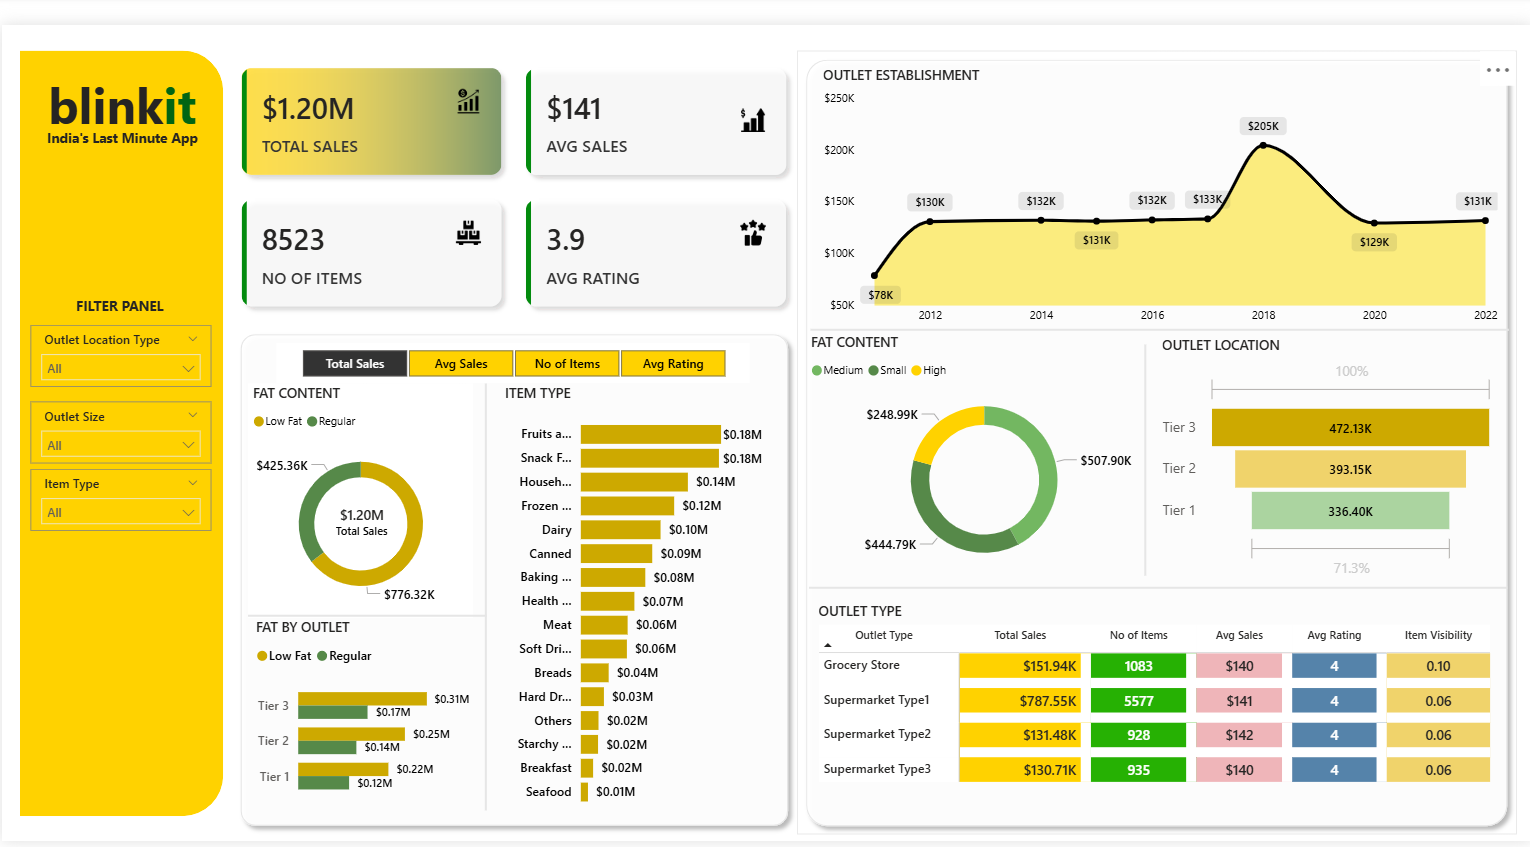 blinkit
India's Last Minute App
FILTER PANEL
Outlet Location Type
All
Outlet Size
All
Item Type
All
$1.20M
TOTAL SALES
$141
AVG SALES
8523
NO OF ITEMS
3.9
AVG RATING
Total Sales Avg Sales No of Items Avg Rating
FAT CONTENT
Low Fat Regular
$425.36K
$1.20M
Total Sales
$776.32K
FAT BY OUTLET
Low Fat Regular
Tier 3 $0.31M
$0.17M
Tier 2 $0.25M
$0.14M
Tier 1 $0.22M
$0.12M
ITEM TYPE
Fruits a... $0.18M
Snack F... $0.18M
Househ... $0.14M
Frozen ... $0.12M
Dairy $0.10M
Canned $0.09M
Baking ... $0.08M
Health ... $0.07M
Meat $0.06M
Soft Dri... $0.06M
Breads $0.04M
Hard Dr... $0.03M
Others $0.02M
Starchy ... $0.02M
Breakfast $0.02M
Seafood $0.01M
OUTLET ESTABLISHMENT
$250K
$200K
$150K
$100K
$50K
$78K
$130K
$132K
$131K
$132K
$133K
$205K
$129K
$131K
2012 2014 2016 2018 2020 2022
FAT CONTENT
Medium Small High
$248.99K
$507.90K
$444.79K
OUTLET LOCATION
100%
Tier 3 472.13K
Tier 2 393.15K
Tier 1 336.40K
71.3%
OUTLET TYPE
Outlet Type Total Sales No of Items Avg Sales Avg Rating Item Visibility
Grocery Store $151.94K 1083 $140 4 0.10
Supermarket Type1 $787.55K 5577 $141 4 0.06
Supermarket Type2 $131.48K 928 $142 4 0.06
Supermarket Type3 $130.71K 935 $140 4 0.06